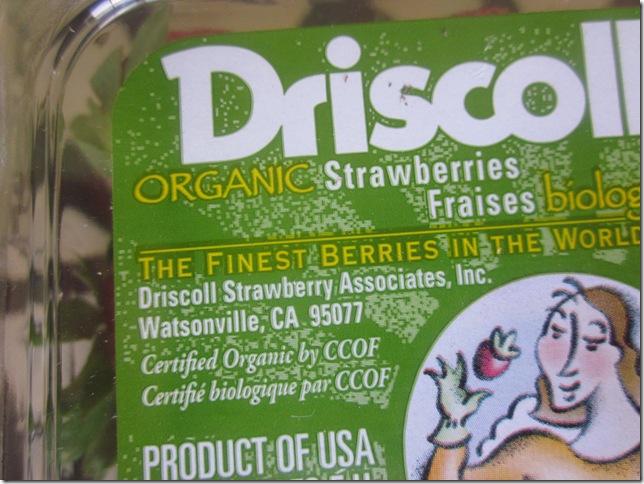 Driscoll
ORGANIC Strawberries
Fraises biolog
THE FINEST BERRIES IN THE WORLD
Driscoll Strawberry Associates, Inc.
Watsonville, CA 95077
Certified Organic by CCOF
Certifié biologique par CCOF
PRODUCT OF USA